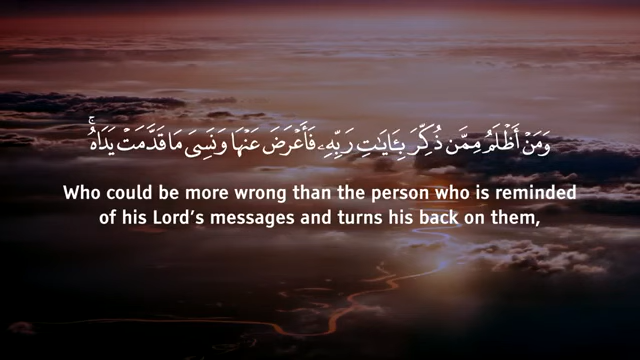 وَمَنْ أَظْلَمُ مِمَّن ذُكِّرَ بِـَٔايَـٰتِ رَبِّهِۦ فَأَعْرَضَ عَنْهَا وَنَسِىَ مَا قَدَّمَتْ يَدَاهُ ۚ
Who could be more wrong than the person who is reminded
of his Lord’s messages and turns his back on them,